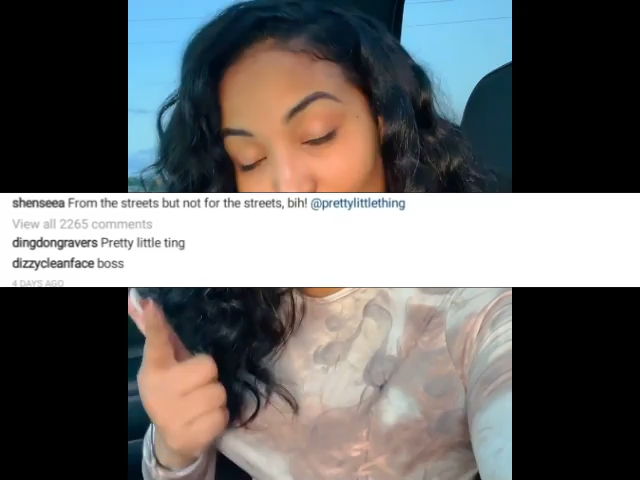 shenseea From the streets but not for the streets, bih! @prettylittlething
View all 2265 comments
dingdongravers Pretty little ting
dizzycleanface boss
4 DAYS AGO